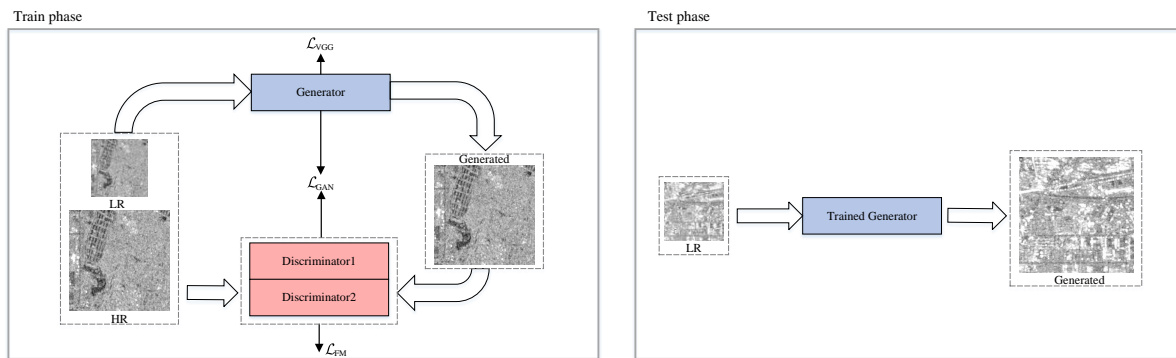 Train phase
ℒVGG
Generator
LR
ℒGAN
Generated
Discriminator1
Discriminator2
HR
ℒFM
Test phase
LR
Trained Generator
Generated